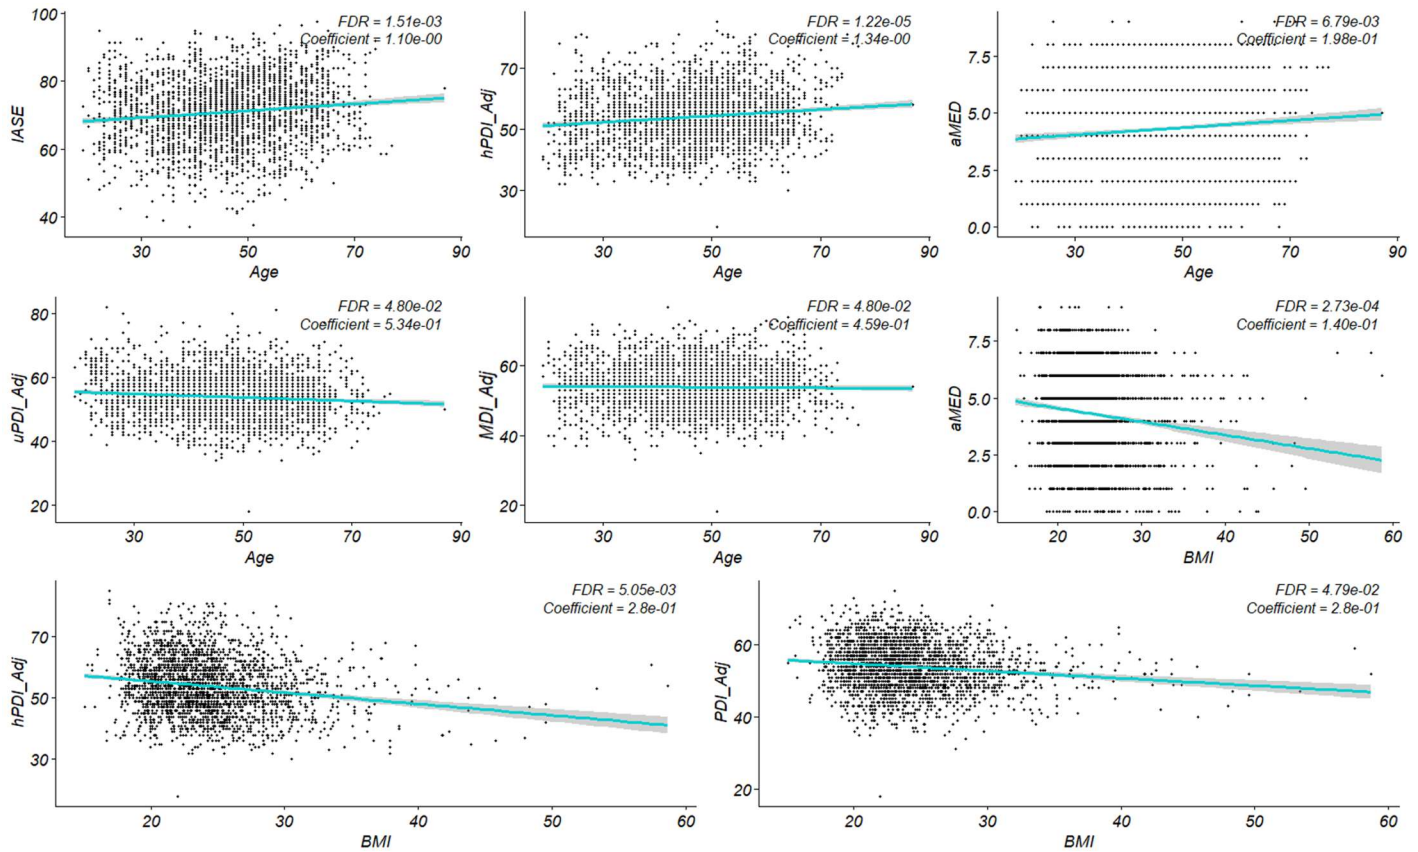 FDR = 1.51e-03
Coefficient = 1.10e-00
100
80
60
40
IASE
30 50 70 90
Age
FDR = 1.22e-05
Coefficient = 1.34e-00
70
50
30
hPDI_Adj
30 50 70 90
Age
FDR = 6.79e-03
Coefficient = 1.98e-01
7.5
5.0
2.5
0.0
aMED
30 50 70 90
Age
FDR = 4.80e-02
Coefficient = 5.34e-01
80
60
40
20
uPDI_Adj
30 50 70 90
Age
FDR = 4.80e-02
Coefficient = 4.59e-01
60
40
20
MDI_Adj
30 50 70 90
Age
FDR = 2.73e-04
Coefficient = 1.40e-01
7.5
5.0
2.5
0.0
aMED
20 30 40 50 60
BMI
FDR = 5.05e-03
Coefficient = 2.8e-01
70
50
30
hPDI_Adj
20 30 40 50 60
BMI
FDR = 4.79e-02
Coefficient = 2.8e-01
60
40
20
PDI_Adj
20 30 40 50 60
BMI